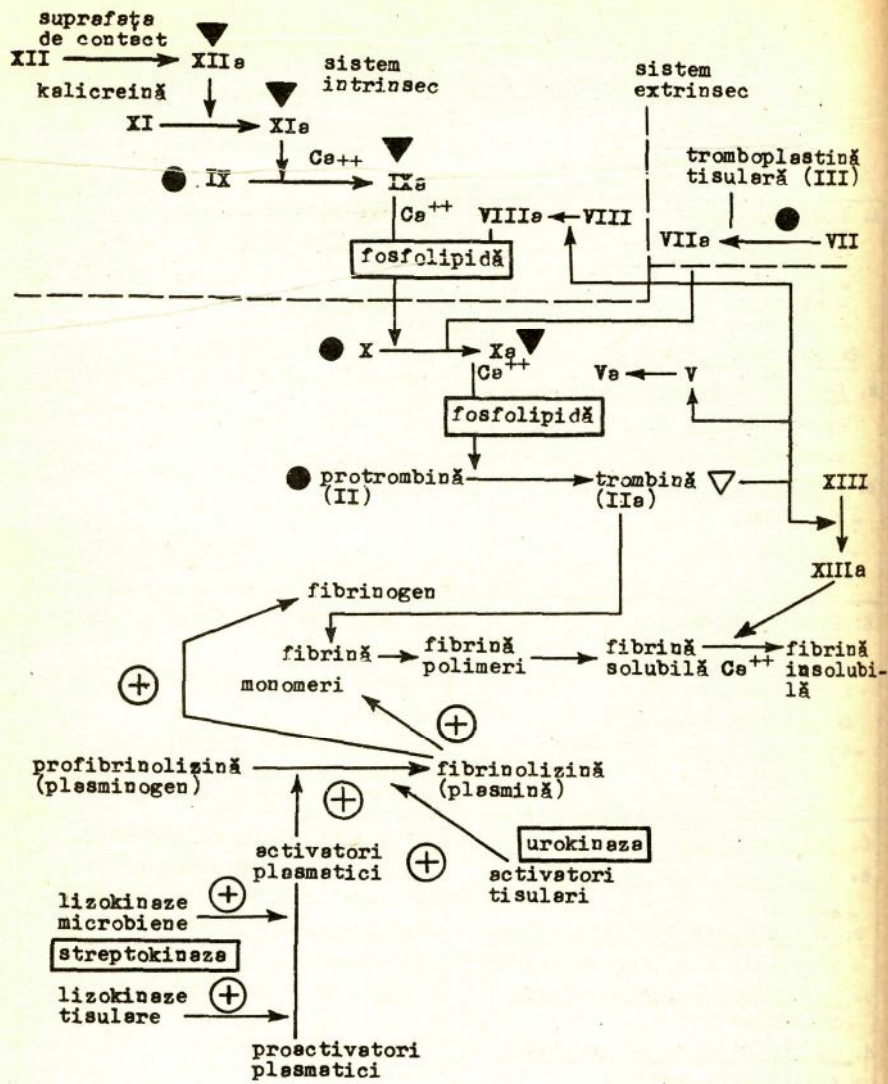 suprafaţa
de contact
XII
XIIa
kalicreină
sistem
intrinsec
sistem
extrinsec
XI
XIa
Ca++
IX
IXa
Ca++
VIIIa
VIII
fosfolipidă
tromboplastină
tisulară (III)
VIIa
VII
X
Xa
Ca++
Va
V
fosfolipidă
protrombină
(II)
trombină
(IIa)
XIII
XIIIa
fibrinogen
fibrină
monomeri
fibrină
polimeri
fibrină
solubilă
Ca++
fibrină
insolubi-
lă
+
+
profibrinolizină
(plasminogen)
fibrinolizină
(plasmină)
+
activatori
plasmatici
+
urokinaza
activatori
tisulari
lizokinaze
microbiene
+
streptokinaza
lizokinaze
tisulare
+
proactivatori
plasmatici